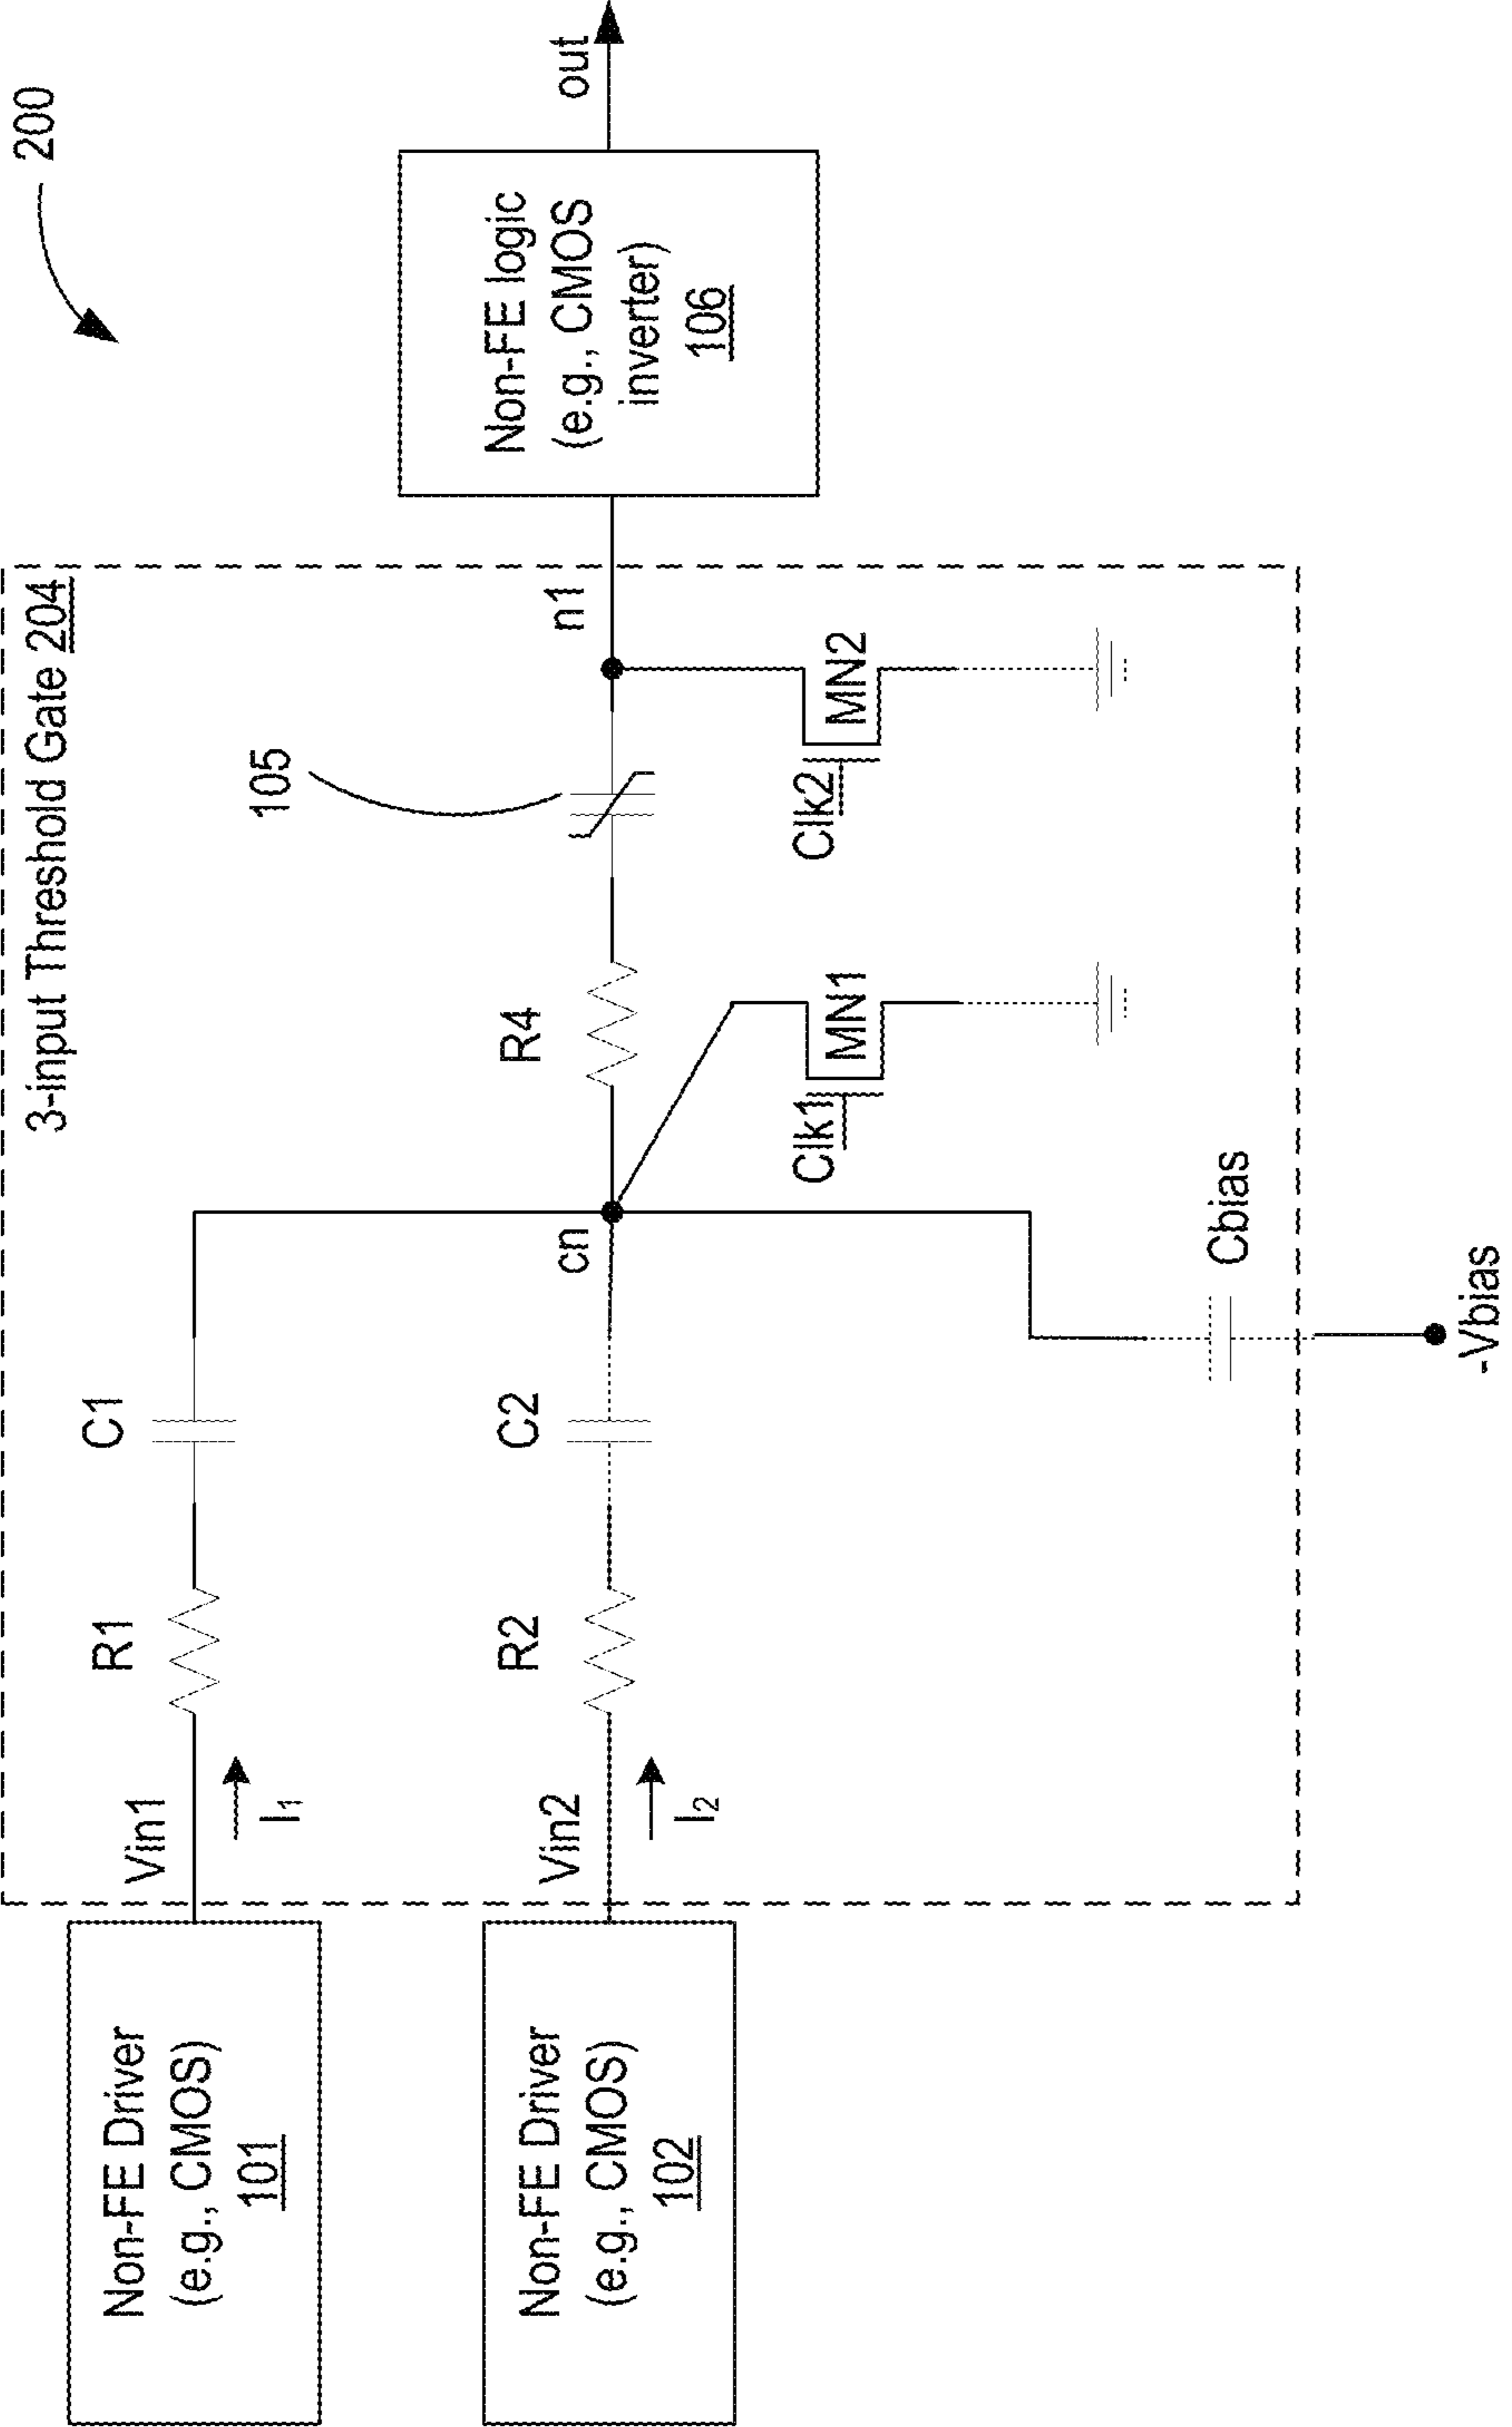 200
3-input Threshold Gate 204
Non-FE Driver
(e.g., CMOS)
101
Vin1
I1
R1
C1
Non-FE Driver
(e.g., CMOS)
102
Vin2
I2
R2
C2
cn
R4
105
n1
Non-FE logic
(e.g., CMOS
inverter)
106
out
Clk1
MN1
Clk2
MN2
Cbias
-Vbias